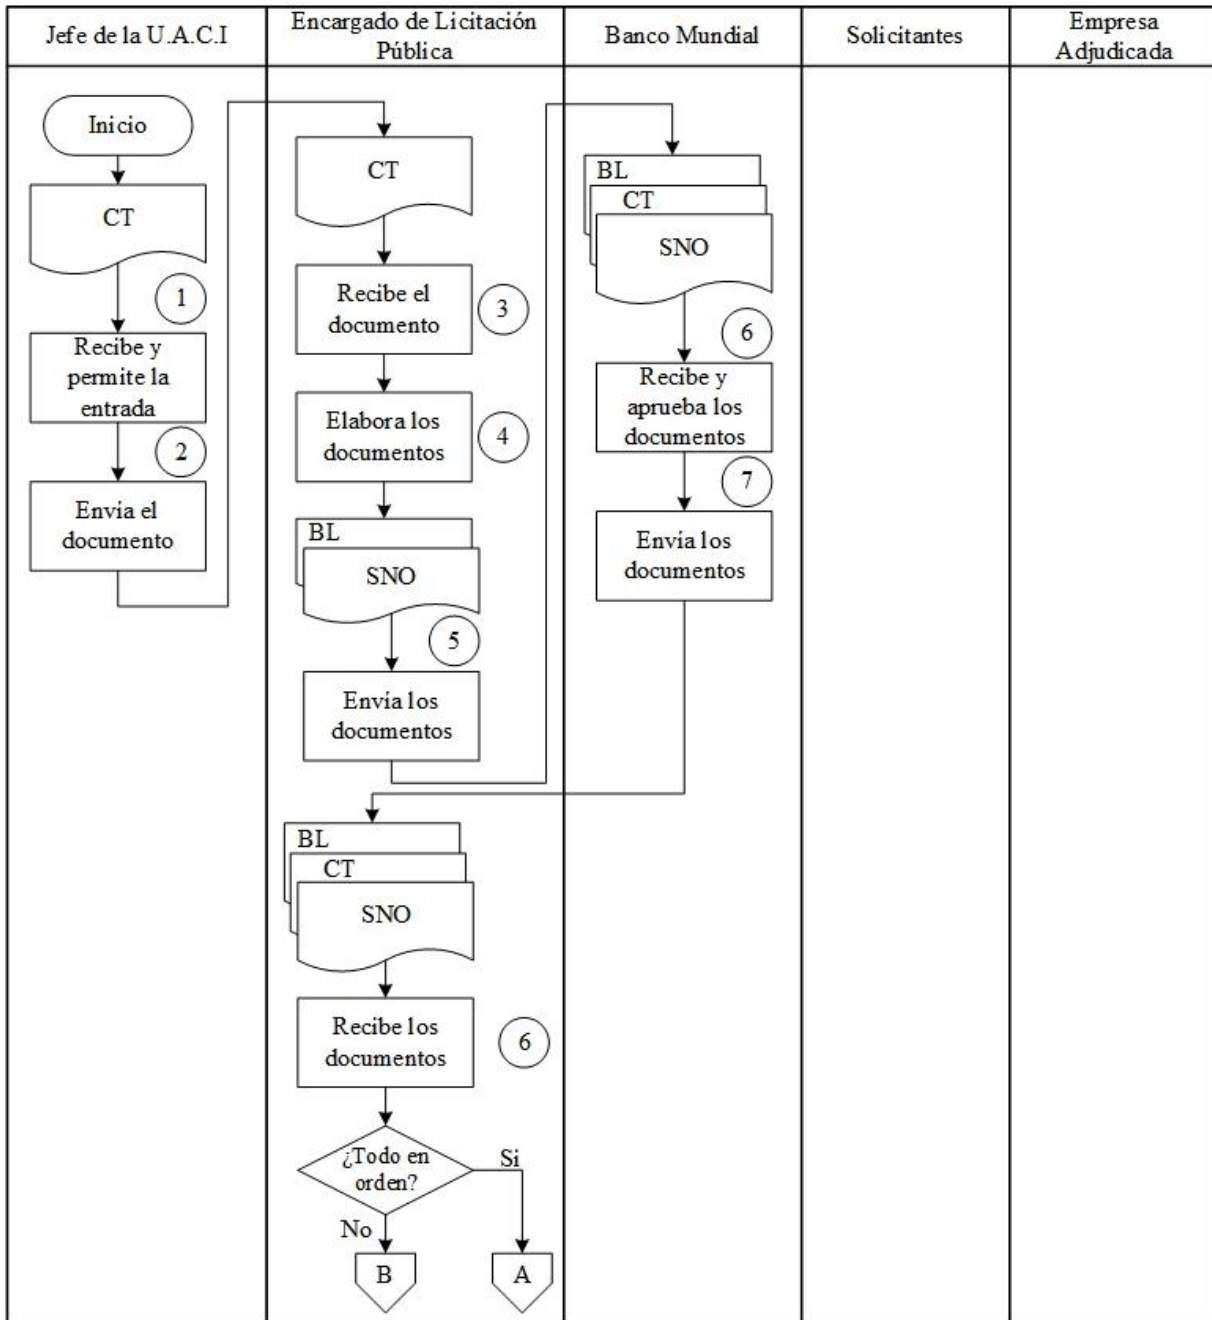 Jefe de la U.A.C.I
Encargado de Licitación
Pública
Banco Mundial
Solicitantes
Empresa
Adjudicada
Inicio
CT
1
Recibe y
permite la
entrada
2
Envía el
documento
CT
Recibe el
documento
3
Elabora los
documentos
4
BL
SNO
5
Envía los
documentos
BL
CT
SNO
6
Recibe y
aprueba los
documentos
7
Envía los
documentos
BL
CT
SNO
Recibe los
documentos
6
¿Todo en
orden?
Si
No
B
A